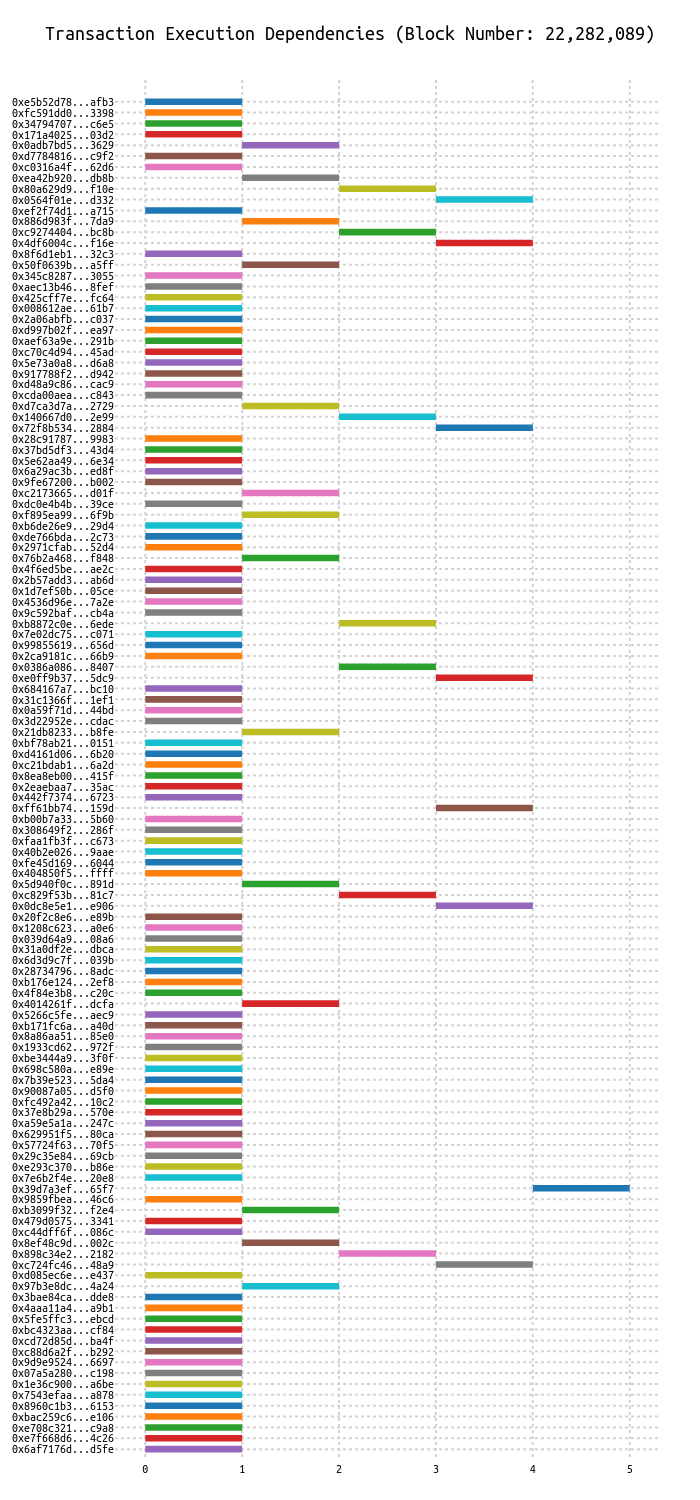 Transaction Execution Dependencies (Block Number: 22,282,089)
0xe5b52d78...afb3
0xfc591dd0...3398
0x34794707...c6e5
0x171a4025...03d2
0x0adb7bd5...3629
0xd7784816...c9f2
0xc0316a4f...62d6
0xea42b920...db8b
0x80a629d9...f10e
0x0564f01e...d332
0xef2f74d1...a715
0x886d983f...7da9
0xc9274404...bc8b
0x4df6004c...f16e
0x8f6d1eb1...32c3
0x50f0639b...a5ff
0x345c8287...3055
0xaec13b46...8fef
0x425cff7e...fc64
0x008612ae...61b7
0x2a06abfb...c037
0xd997b02f...ea97
0xaef63a9e...291b
0xc70c4d94...45ad
0x5e73a0a8...d6a8
0x917788f2...d942
0xd48a9c86...cac9
0xcda00aea...c843
0xd7ca3d7a...2729
0x140667d0...2e99
0x72f8b534...2884
0x28c91787...9983
0x37bd5df3...43d4
0x5e62aa49...6e34
0x6a29ac3b...ed8f
0x9fe67200...b002
0xc2173665...d01f
0xdc0e4b4b...39ce
0xf895ea99...6f9b
0xb6de26e9...29d4
0xde766bda...2c73
0x2971cfab...52d4
0x76b2a468...f848
0x4f6ed5be...ae2c
0x2b57add3...ab6d
0x1d7ef50b...05ce
0x4536d96e...7a2e
0x9c592baf...cb4a
0xb8872c0e...6ede
0x7e02dc75...c071
0x99855619...656d
0x2ca9181c...66b9
0x0386a086...8407
0xe0ff9b37...5dc9
0x684167a7...bc10
0x31c1366f...1ef1
0x0a59f71d...44bd
0x3d22952e...cdac
0x21db8233...b8fe
0xbf78ab21...0151
0xd4161d06...6b20
0xc21bdab1...6a2d
0x8ea8eb00...415f
0x2eaebaa7...35ac
0x442f7374...6723
0xff61bb74...159d
0xb00b7a33...5b60
0x308649f2...286f
0xfaa1fb3f...c673
0x40b2e026...9aae
0xfe45d169...6044
0x404850f5...ffff
0x5d940f0c...891d
0xc829f53b...81c7
0x0dc8e5e1...e906
0x20f2c8e6...e89b
0x1208c623...a0e6
0x039d64a9...08a6
0x31a0df2e...dbca
0x6d3d9c7f...039b
0x28734796...8adc
0xb176e124...2ef8
0x4f84e3b8...c20c
0x4014261f...dcfa
0x5266c5fe...aec9
0xb171fc6a...a40d
0x8a86aa51...85e0
0x1933cd62...972f
0xbe3444a9...3f0f
0x698c580a...e89e
0x7b39e523...5da4
0x90087a05...d5f0
0xfc492a42...10c2
0x37e8b29a...570e
0xa59e5a1a...247c
0x629951f5...80ca
0x57724f63...70f5
0x29c35e84...69cb
0xe293c370...b86e
0x7e6b2f4e...20e8
0x39d7a3ef...65f7
0x9859fbea...46c6
0xb3099f32...f2e4
0x479d0575...3341
0xc44dff6f...086c
0x8ef48c9d...002c
0x898c34e2...2182
0xc724fc46...48a9
0xd085ec6e...e437
0x97b3e8dc...4a24
0x3bae84ca...dde8
0x4aaa11a4...a9b1
0x5fe5ffc3...ebcd
0xbc4323aa...cf84
0xcd72d85d...ba4f
0xc88d6a2f...b292
0x9d9e9524...6697
0x07a5a280...c198
0x1e36c900...a6be
0x7543efaa...a878
0x8960c1b3...6153
0xbac259c6...e106
0xe708c321...c9a8
0xe7f668d6...4c26
0x6af7176d...d5fe
0 1 2 3 4 5